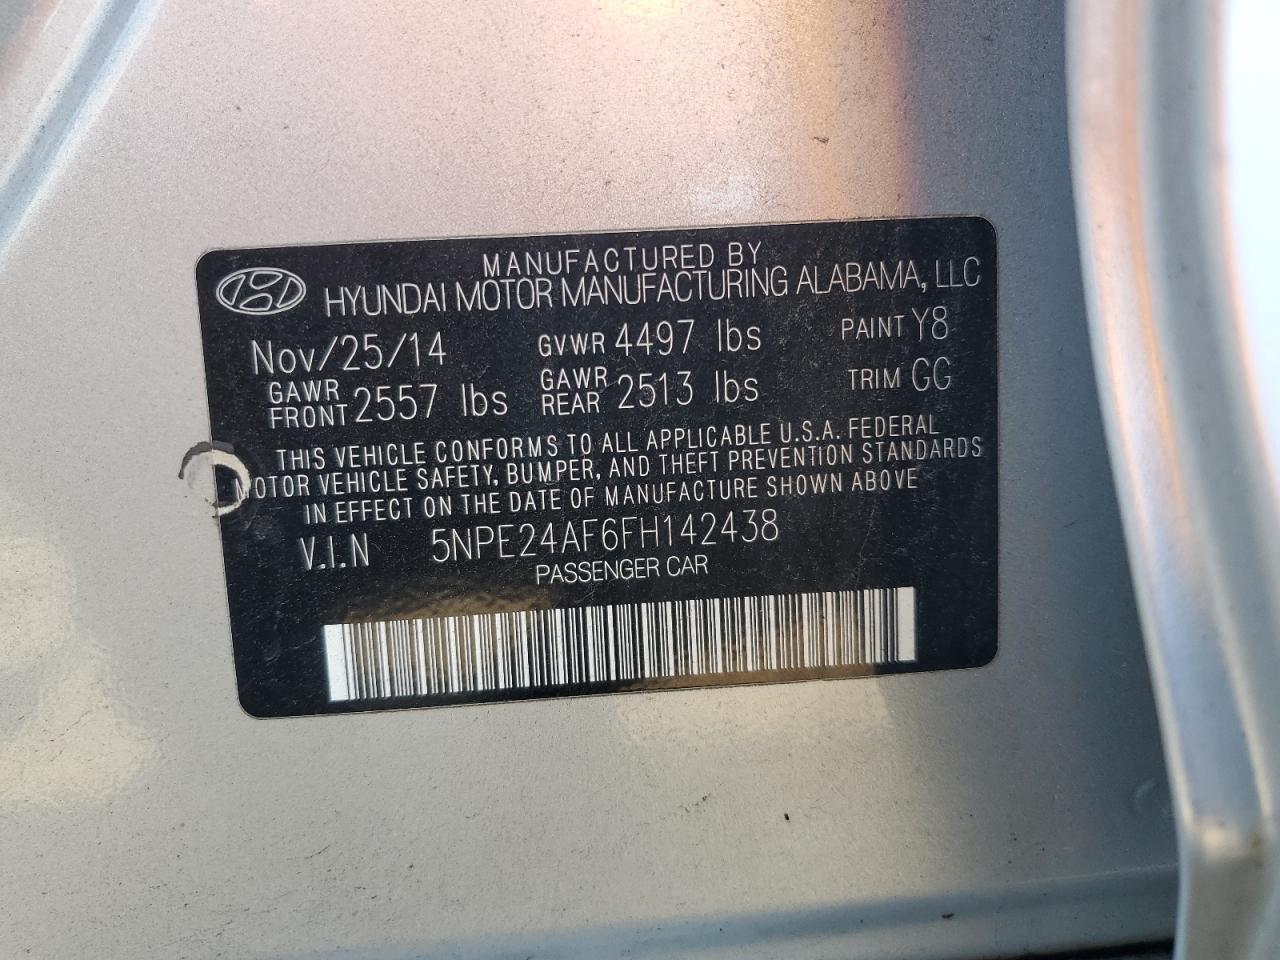 MANUFACTURED BY
HYUNDAI MOTOR MANUFACTURING ALABAMA, LLC
Nov/25/14 GVWR 4497 lbs PAINT Y8
GAWR FRONT 2557 lbs GAWR REAR 2513 lbs TRIM GG
THIS VEHICLE CONFORMS TO ALL APPLICABLE U.S.A. FEDERAL
MOTOR VEHICLE SAFETY, BUMPER, AND THEFT PREVENTION STANDARDS
IN EFFECT ON THE DATE OF MANUFACTURE SHOWN ABOVE
V.I.N 5NPE24AF6FH142438
PASSENGER CAR